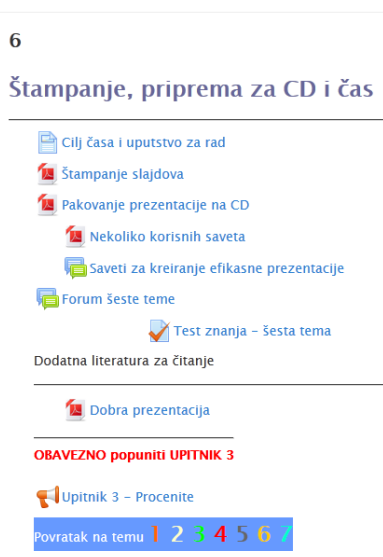 6
Štampanje, priprema za CD i čas
Cilj časa i uputstvo za rad
Štampanje slajdova
Pakovanje prezentacije na CD
Nekoliko korisnih saveta
Saveti za kreiranje efikasne prezentacije
Forum šeste teme
Test znanja - šesta tema
Dodatna literatura za čitanje
Dobra prezentacija
OBAVEZNO popuniti UPITNIK 3
Upitnik 3 - Procenite
Povratak na temu 1 2 3 4 5 6 7